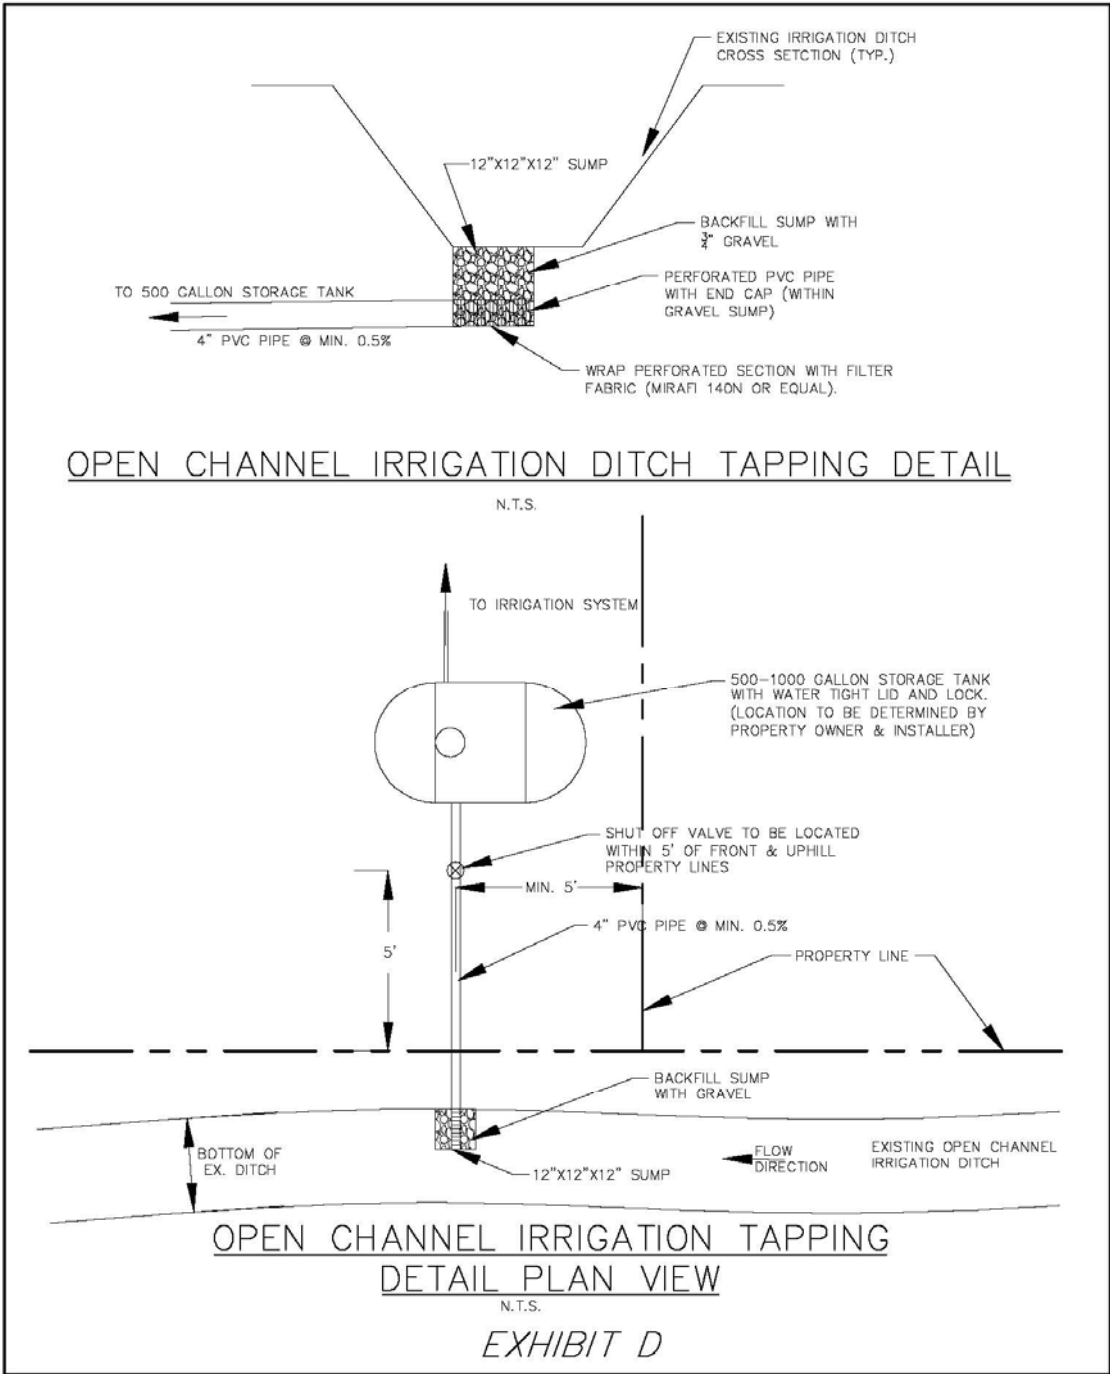 EXISTING IRRIGATION DITCH
CROSS SETCTION (TYP.)
12"X12"X12" SUMP
BACKFILL SUMP WITH
3/4" GRAVEL
PERFORATED PVC PIPE
WITH END CAP (WITHIN
GRAVEL SUMP)
TO 500 GALLON STORAGE TANK
4" PVC PIPE @ MIN. 0.5%
WRAP PERFORATED SECTION WITH FILTER
FABRIC (MIRAFI 140N OR EQUAL).
OPEN CHANNEL IRRIGATION DITCH TAPPING DETAIL
N.T.S.
TO IRRIGATION SYSTEM
500-1000 GALLON STORAGE TANK
WITH WATER TIGHT LID AND LOCK.
(LOCATION TO BE DETERMINED BY
PROPERTY OWNER & INSTALLER)
SHUT OFF VALVE TO BE LOCATED
WITHIN 5' OF FRONT & UPHILL
PROPERTY LINES
MIN. 5'
4" PVC PIPE @ MIN. 0.5%
5'
PROPERTY LINE
BACKFILL SUMP
WITH GRAVEL
BOTTOM OF
EX. DITCH
12"X12"X12" SUMP
FLOW
DIRECTION
EXISTING OPEN CHANNEL
IRRIGATION DITCH
OPEN CHANNEL IRRIGATION TAPPING
DETAIL PLAN VIEW
N.T.S.
EXHIBIT D